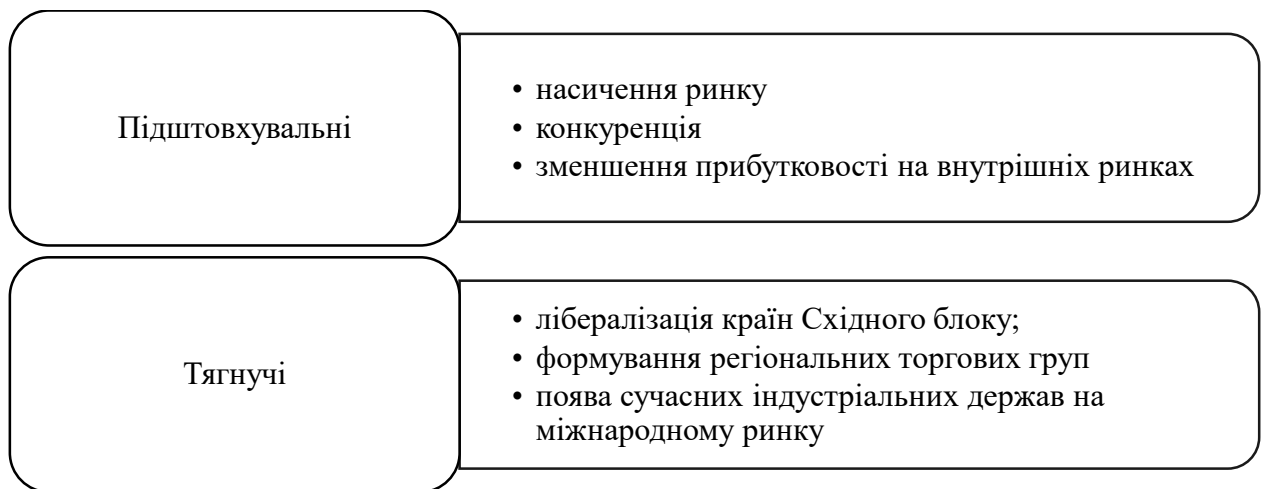 Підштовхувальні
• насичення ринку
• конкуренція
• зменшення прибутковості на внутрішніх ринках
Тягнучі
• лібералізація країн Східного блоку;
• формування регіональних торгових груп
• поява сучасних індустріальних держав на
міжнародному ринку